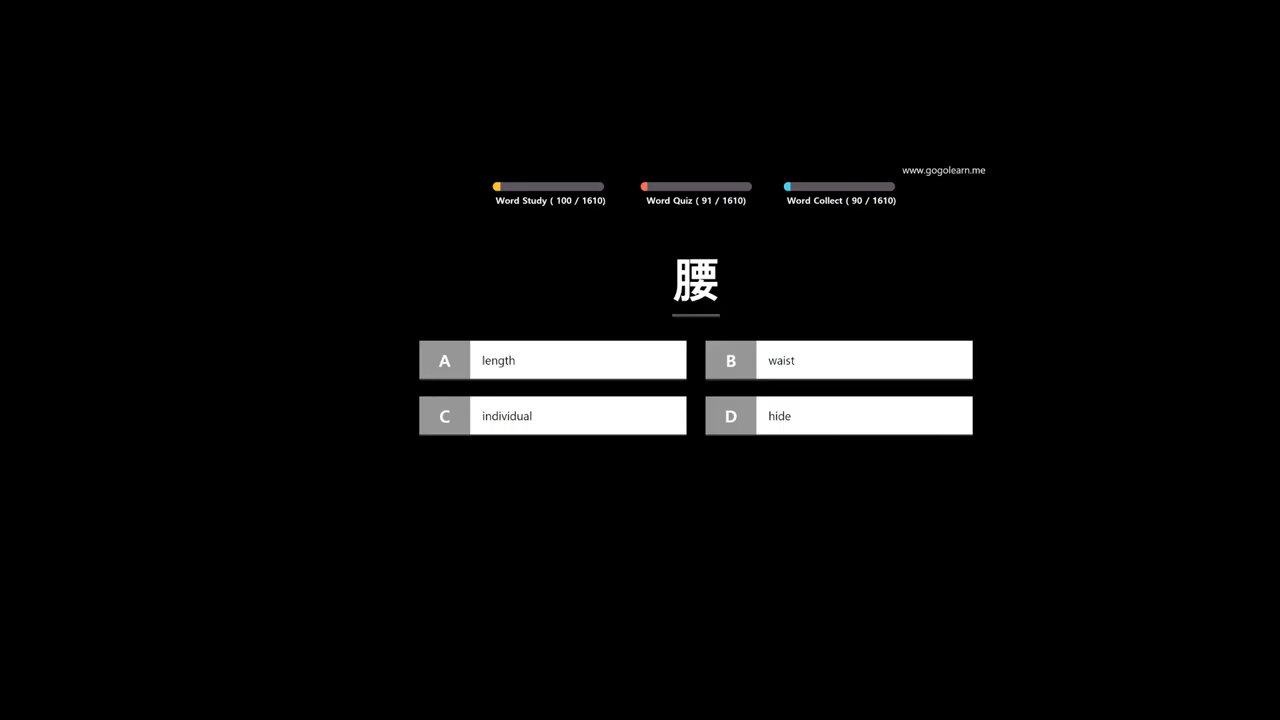 www.gogolearn.me
Word Study ( 100 / 1610)
Word Quiz ( 91 / 1610)
Word Collect ( 90 / 1610)
腰
A length
B waist
C individual
D hide